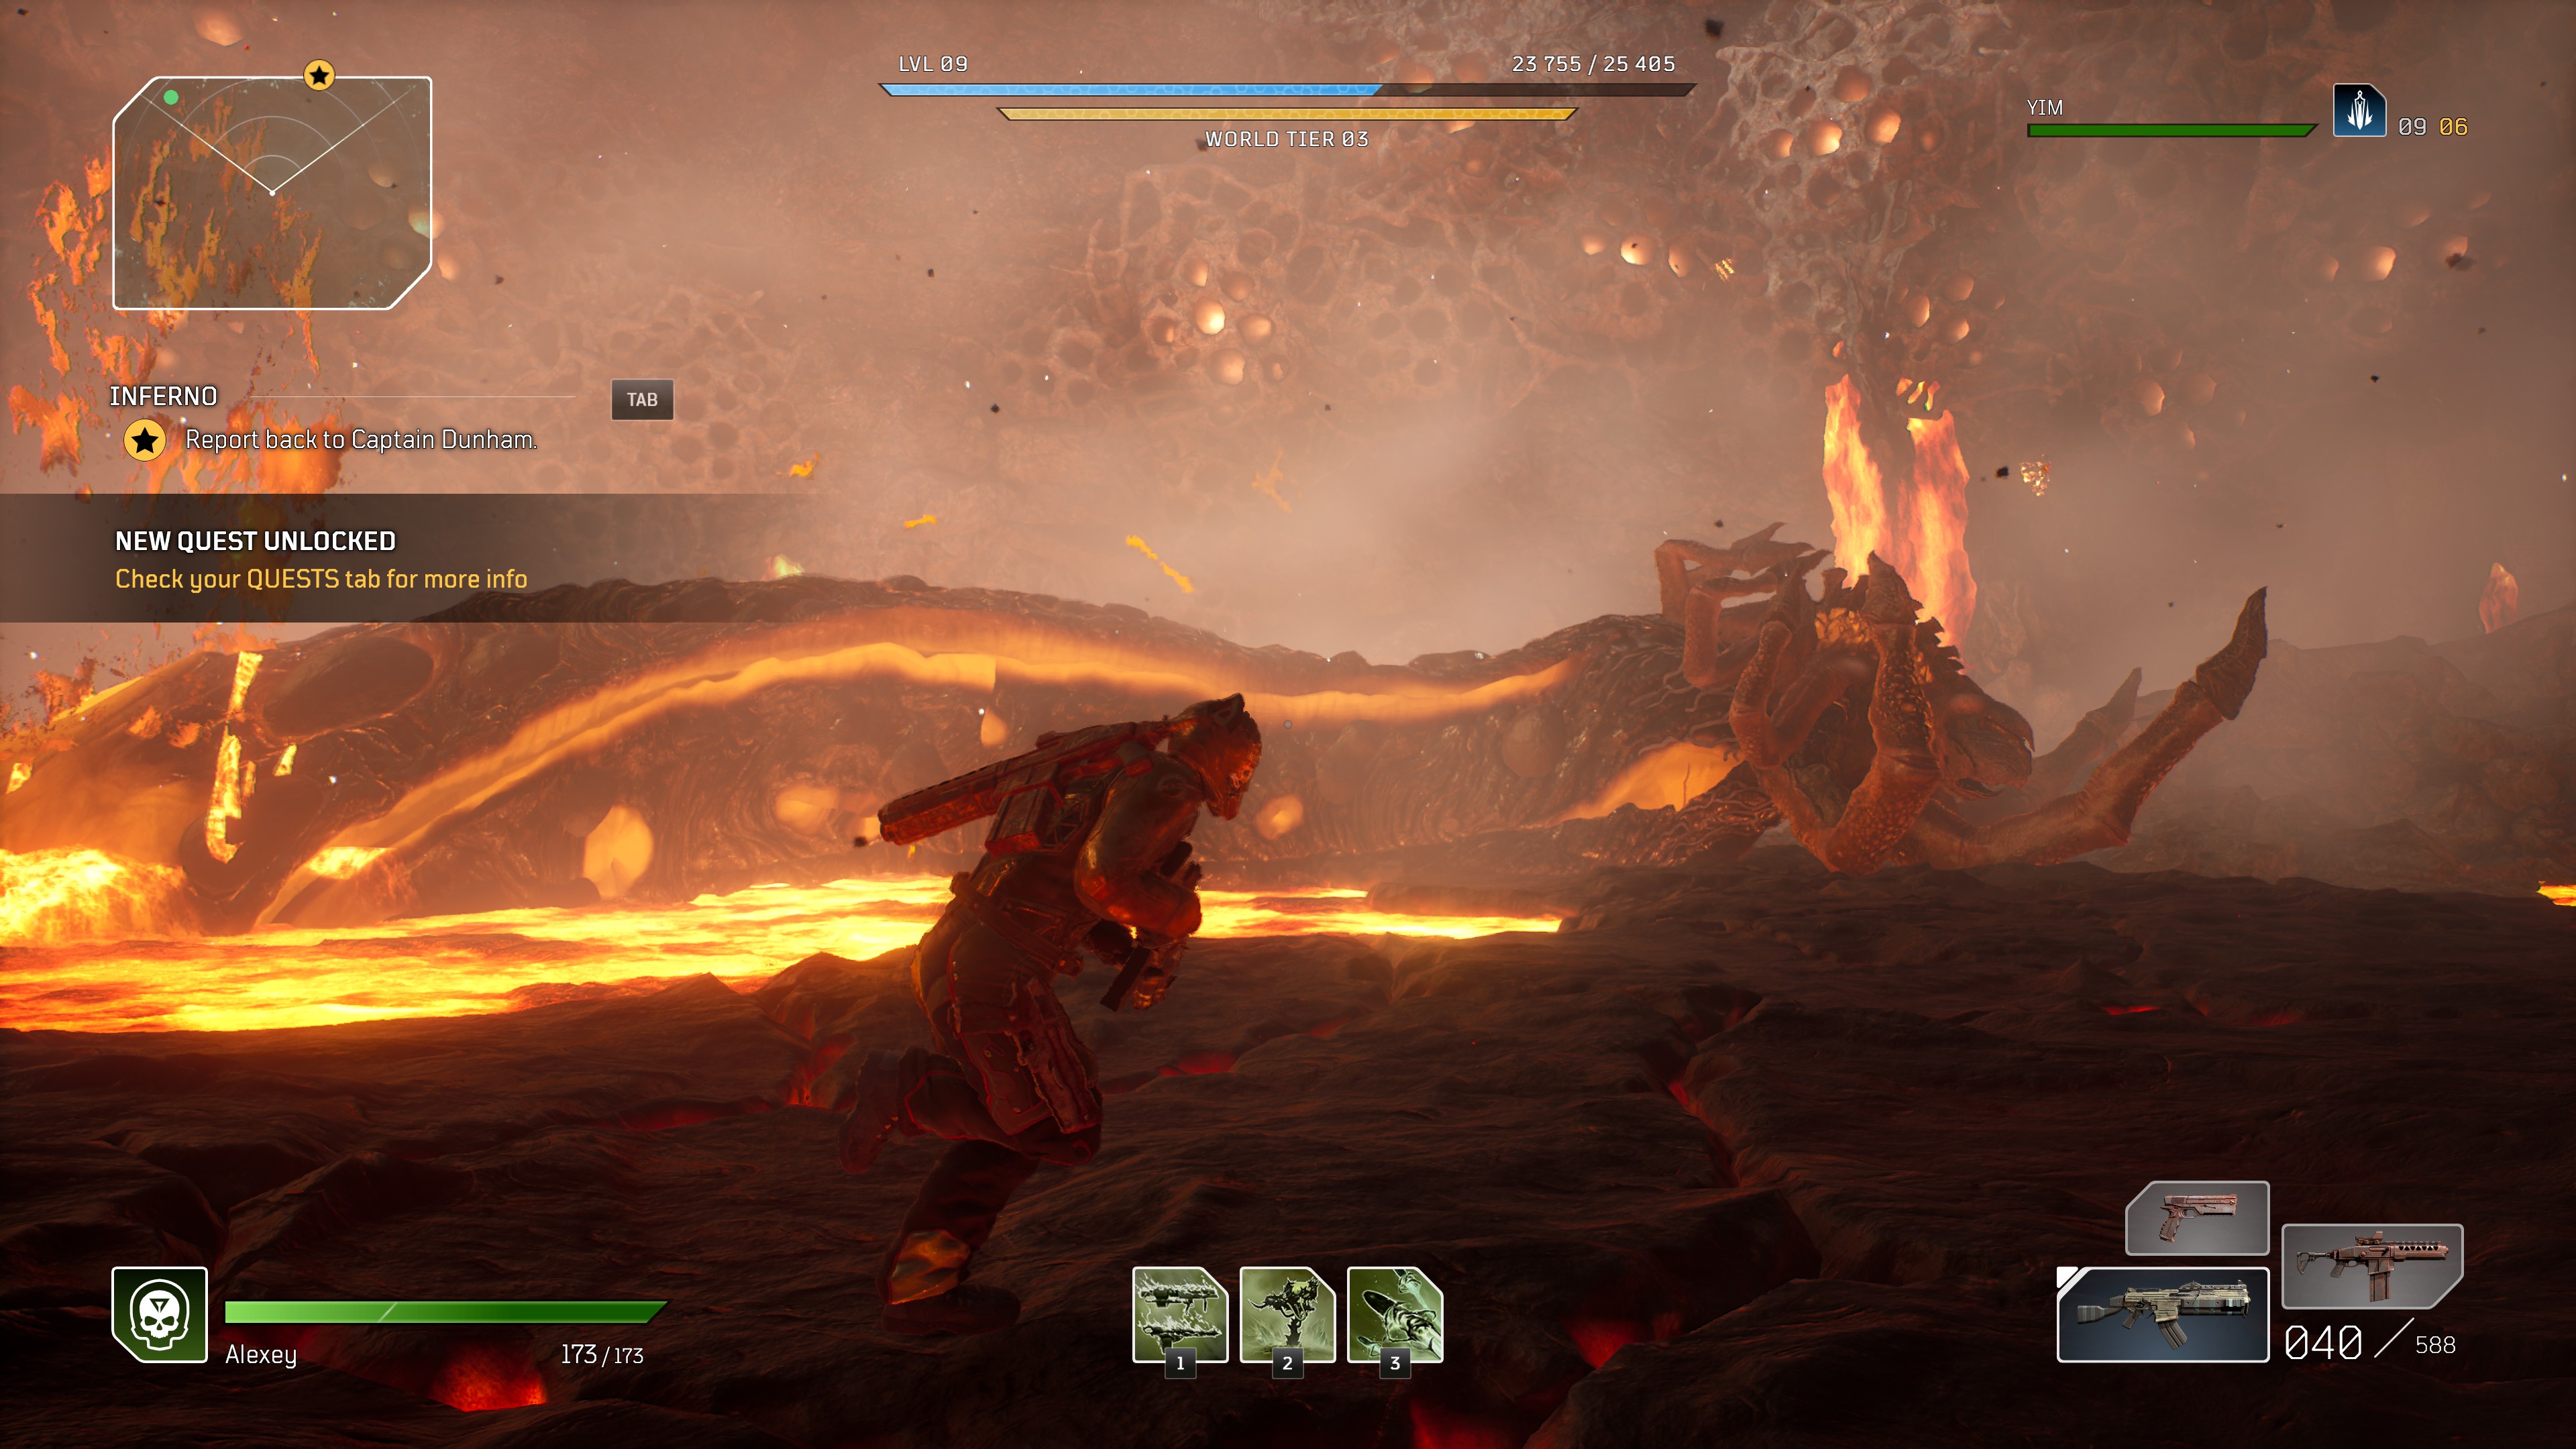 LVL 09
23 755 / 25 405
WORLD TIER 03
YIM
09 06
INFERNO
TAB
Report back to Captain Dunham.
NEW QUEST UNLOCKED
Check your QUESTS tab for more info
Alexey
173 / 173
1
2
3
040 / 588